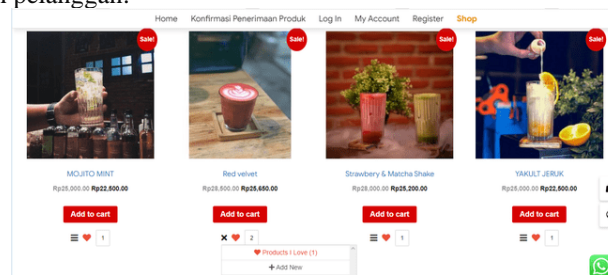 i pelanggan.
Home Konfirmasi Penerimaan Produk Log In My Account Register Shop
Sale! Sale! Sale! Sale!
MOJITO MINT Red velvet Strawbery & Matcha Shake YAKULT JERUK
Rp25,000.00 Rp22,500.00 Rp28,500.00 Rp25,650.00 Rp28,000.00 Rp25,200.00 Rp25,000.00 Rp22,500.00
Add to cart Add to cart Add to cart Add to cart
1 2 1 1
Products I Love (1)
+ Add New